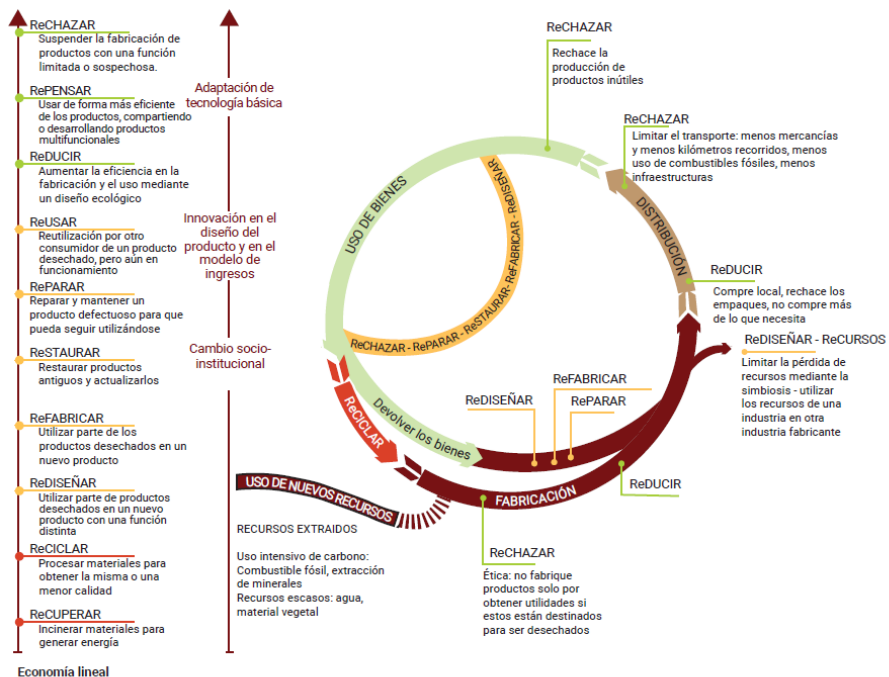 ReCHAZAR
Suspender la fabricación de
productos con una función
limitada o sospechosa.
RePENSAR
Usar de forma más eficiente
de los productos, compartiendo
o desarrollando productos
multifuncionales
ReDUCIR
Aumentar la eficiencia en la
fabricación y el uso mediante
un diseño ecológico
ReUSAR
Reutilización por otro
consumidor de un producto
desechado, pero aún en
funcionamiento
RePARAR
Reparar y mantener un
producto defectuoso para que
pueda seguir utilizándose
ReSTAURAR
Restaurar productos
antiguos y actualizarlos
ReFABRICAR
Utilizar parte de los
productos desechados en un
nuevo producto
ReDISEÑAR
Utilizar parte de productos
desechados en un nuevo
producto con una función
distinta
ReCICLAR
Procesar materiales para
obtener la misma o una
menor calidad
ReCUPERAR
Incinerar materiales para
generar energía
Economía lineal
Adaptación de
tecnología básica
Innovación en el
diseño del
producto y en el
modelo de
ingresos
Cambio socio-
institucional
ReCHAZAR
Rechace la
producción de
productos inútiles
ReCHAZAR
Limitar el transporte: menos mercancías
y menos kilómetros recorridos, menos
uso de combustibles fósiles, menos
infraestructuras
USO DE BIENES
DISTRIBUCIÓN
ReCHAZAR - RePARAR - ReSTAURAR- ReFABRICAR - ReDISEÑAR
ReDUCIR
Compre local, rechace los
empaques, no compre más
de lo que necesita
ReDISEÑAR - ReCURSOS
Limitar la pérdida de
recursos mediante la
simbiosis - utilizar
los recursos de una
industria en otra
industria fabricante
ReFABRICAR
ReDISEÑAR
RePARAR
ReCICLAR
Devolver los bienes
ReDUCIR
USO DE NUEVOS RECURSOS
FABRICACIÓN
RECURSOS EXTRAIDOS
Uso intensivo de carbono:
Combustible fósil, extracción
de minerales
Recursos escasos: agua,
material vegetal
ReCHAZAR
Ética: no fabrique
productos solo por
obtener utilidades si
estos están destinados
para ser desechados